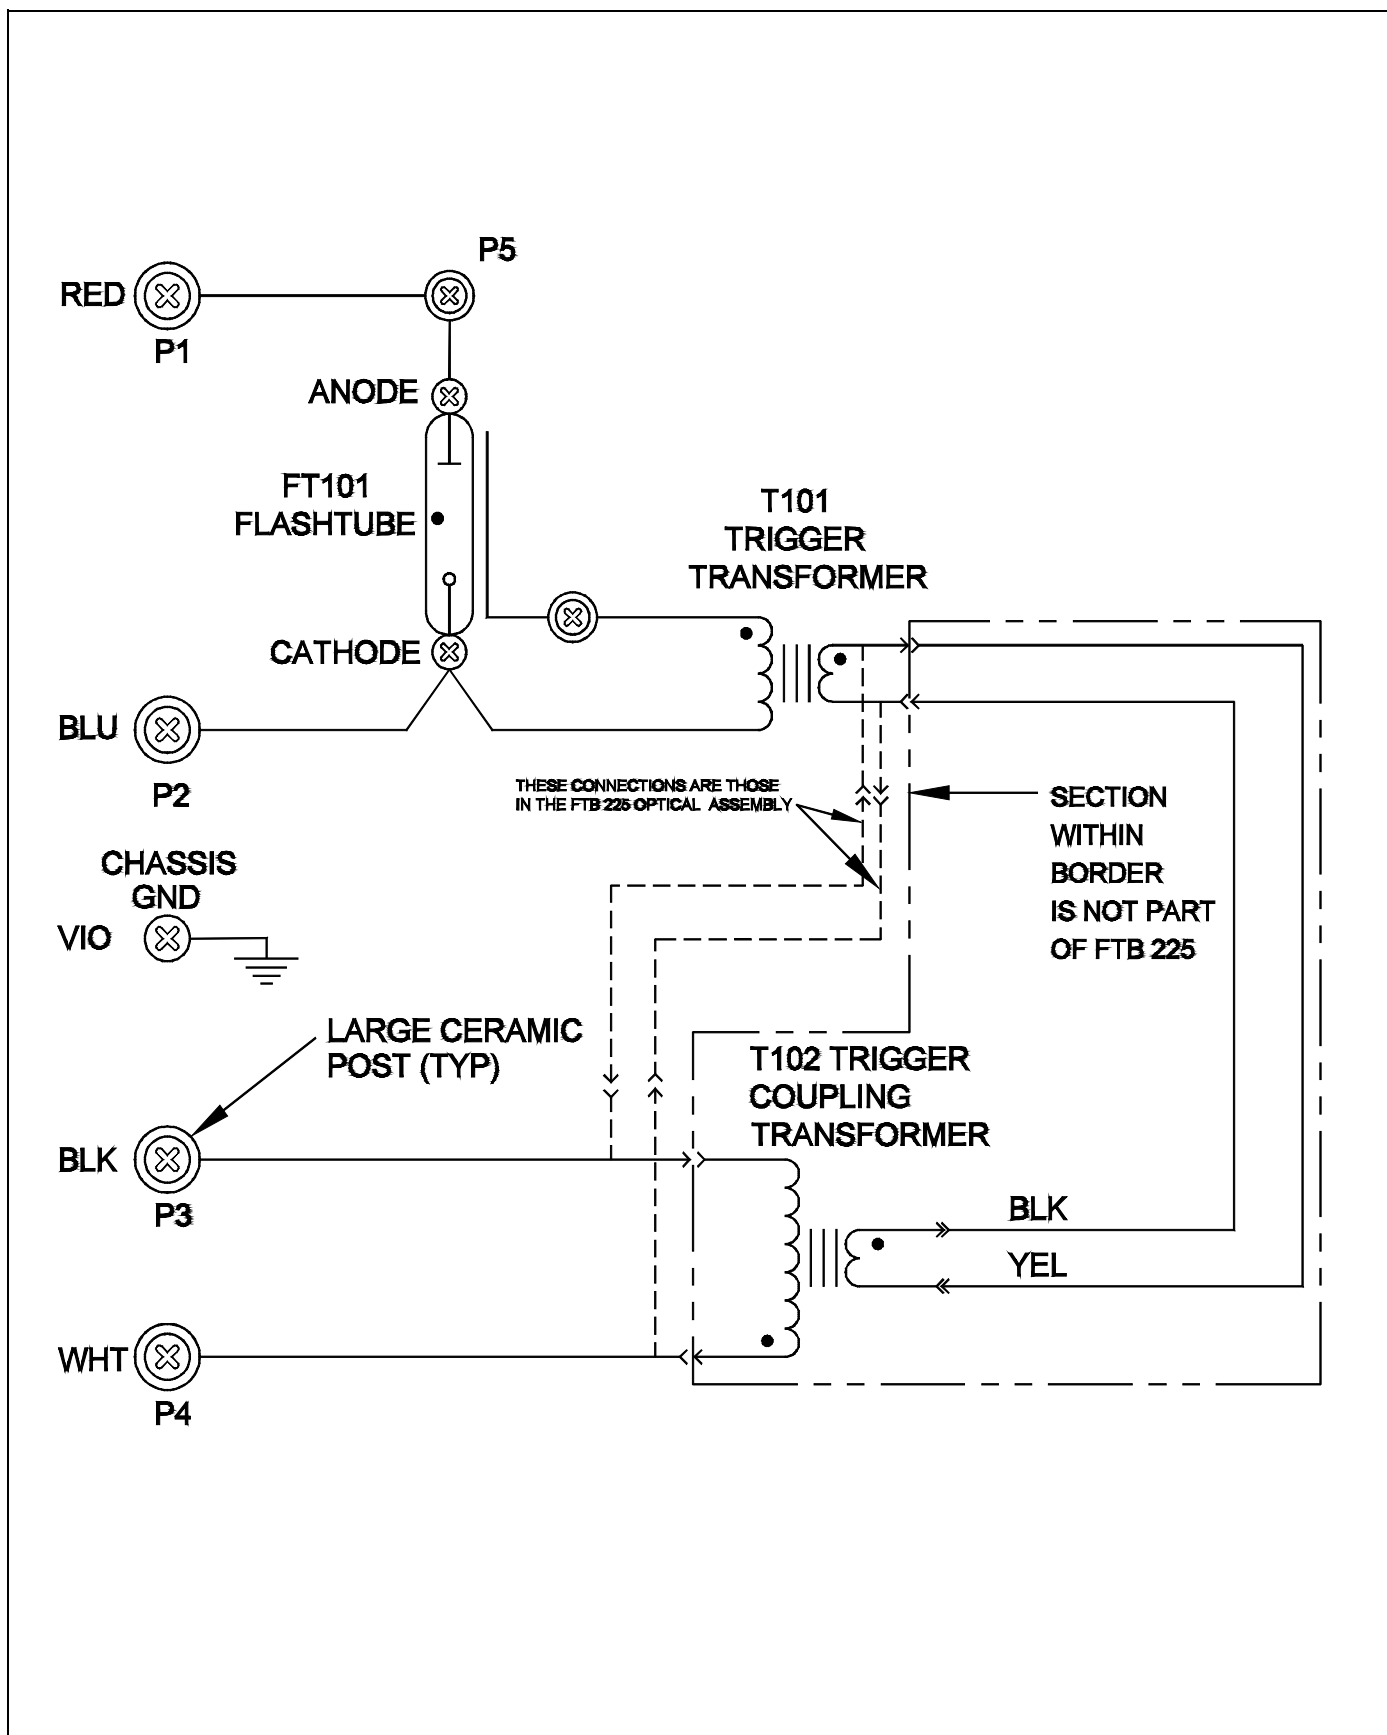 P5
RED
P1
ANODE
FT101
FLASHTUBE
T101
TRIGGER
TRANSFORMER
CATHODE
BLU
P2
THESE CONNECTIONS ARE THOSE
IN THE FTB 225 OPTICAL ASSEMBLY
SECTION
WITHIN
BORDER
IS NOT PART
OF FTB 225
CHASSIS
GND
VIO
LARGE CERAMIC
POST (TYP)
T102 TRIGGER
COUPLING
TRANSFORMER
BLK
P3
BLK
YEL
WHT
P4